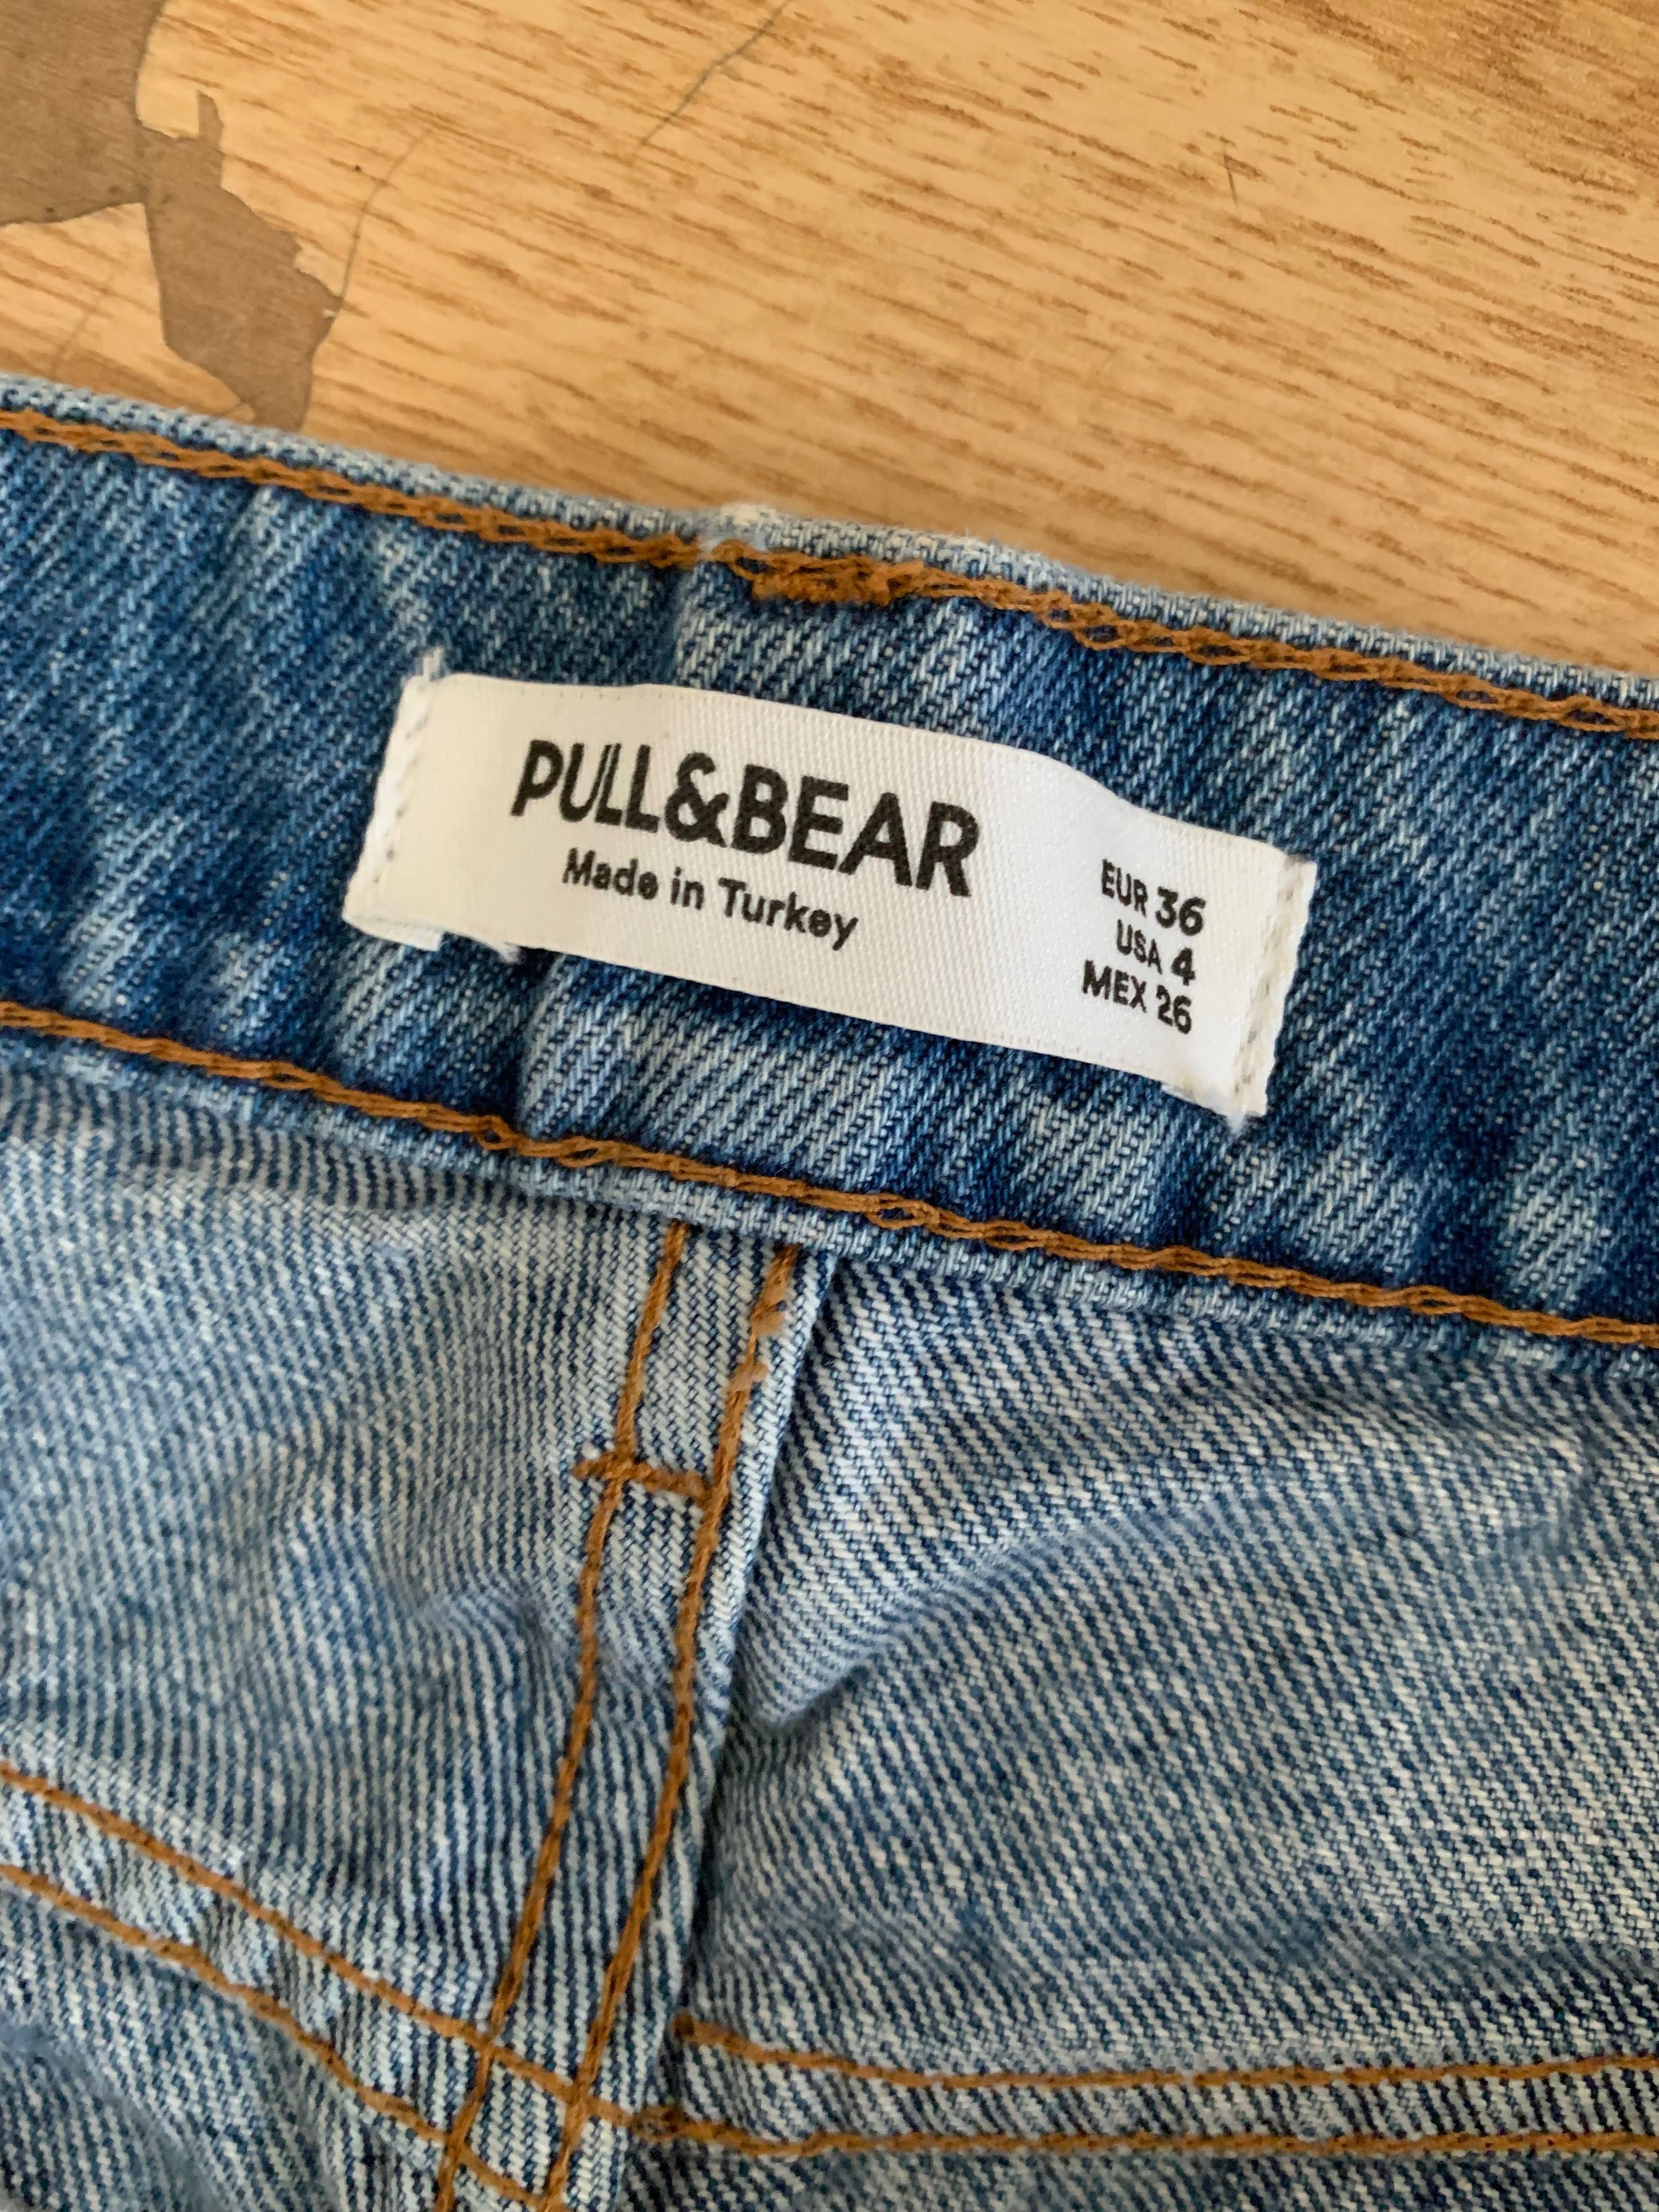 PULL&BEAR
Made in Turkey
EUR 36
USA 4
MEX 26